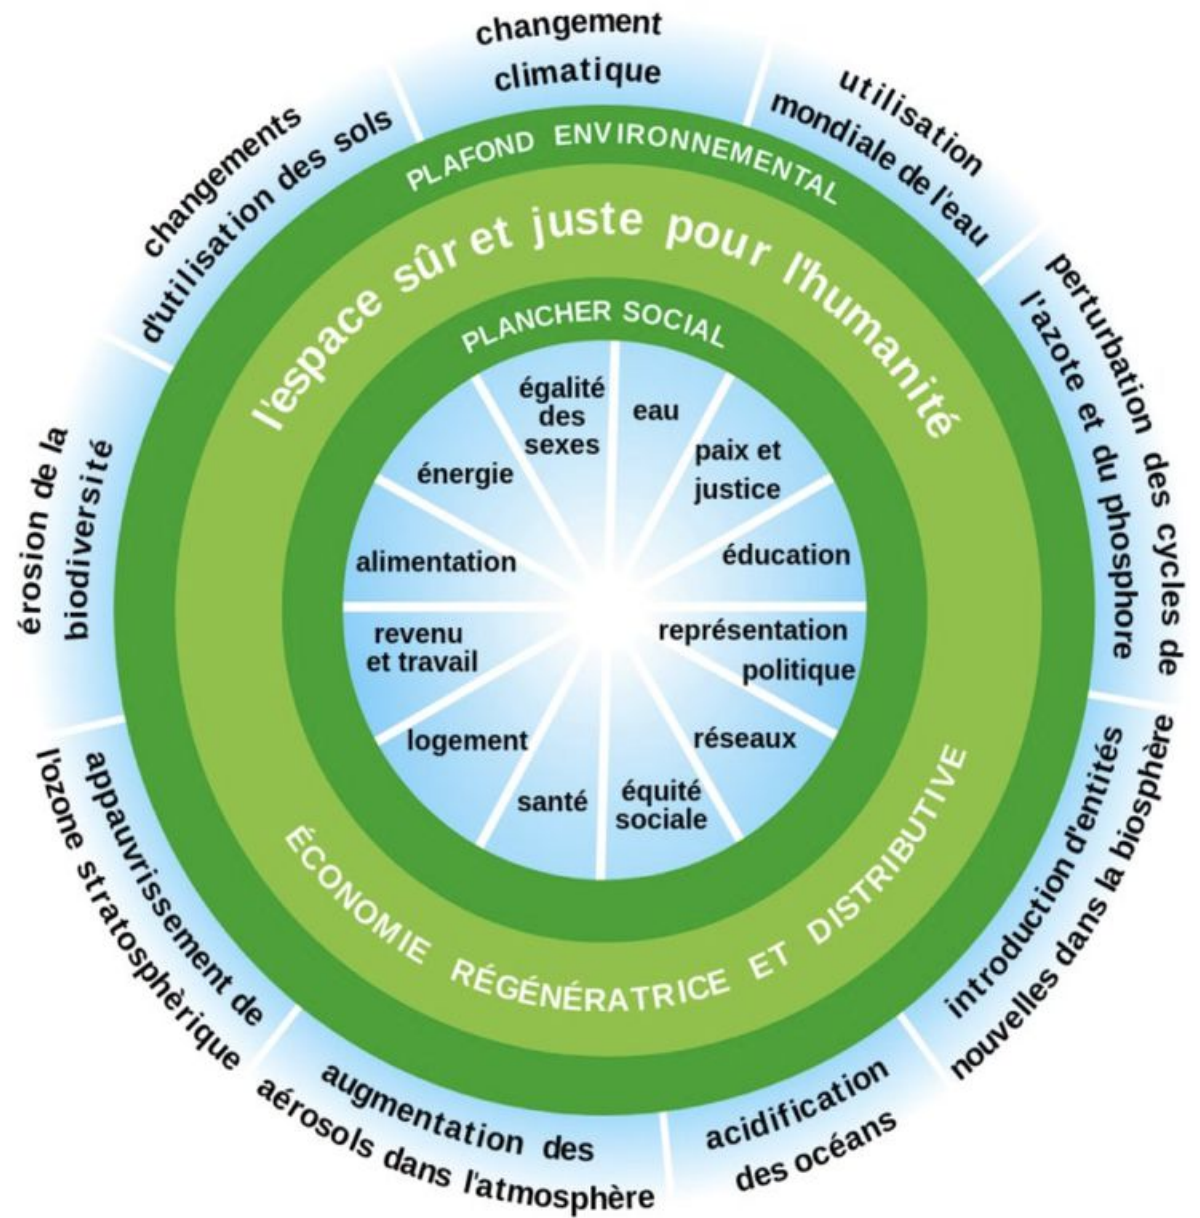 changement
climatique
utilisation
mondiale de l'eau
perturbation des cycles de
l'azote et du phosphore
introduction d'entités
nouvelles dans la biosphère
acidification
des océans
augmentation des
aérosols dans l'atmosphère
appauvrissement de
l'ozone stratosphèrique
érosion de la
biodiversité
changements
d'utilisation des sols
PLAFOND ENVIRONNEMENTAL
l'espace sûr et juste pour l'humanité
PLANCHER SOCIAL
eau
paix et
justice
éducation
représentation
politique
réseaux
équité
sociale
santé
logement
revenu
et travail
alimentation
énergie
égalité
des
sexes
ÉCONOMIE RÉGÉNÉRATRICE ET DISTRIBUTIVE